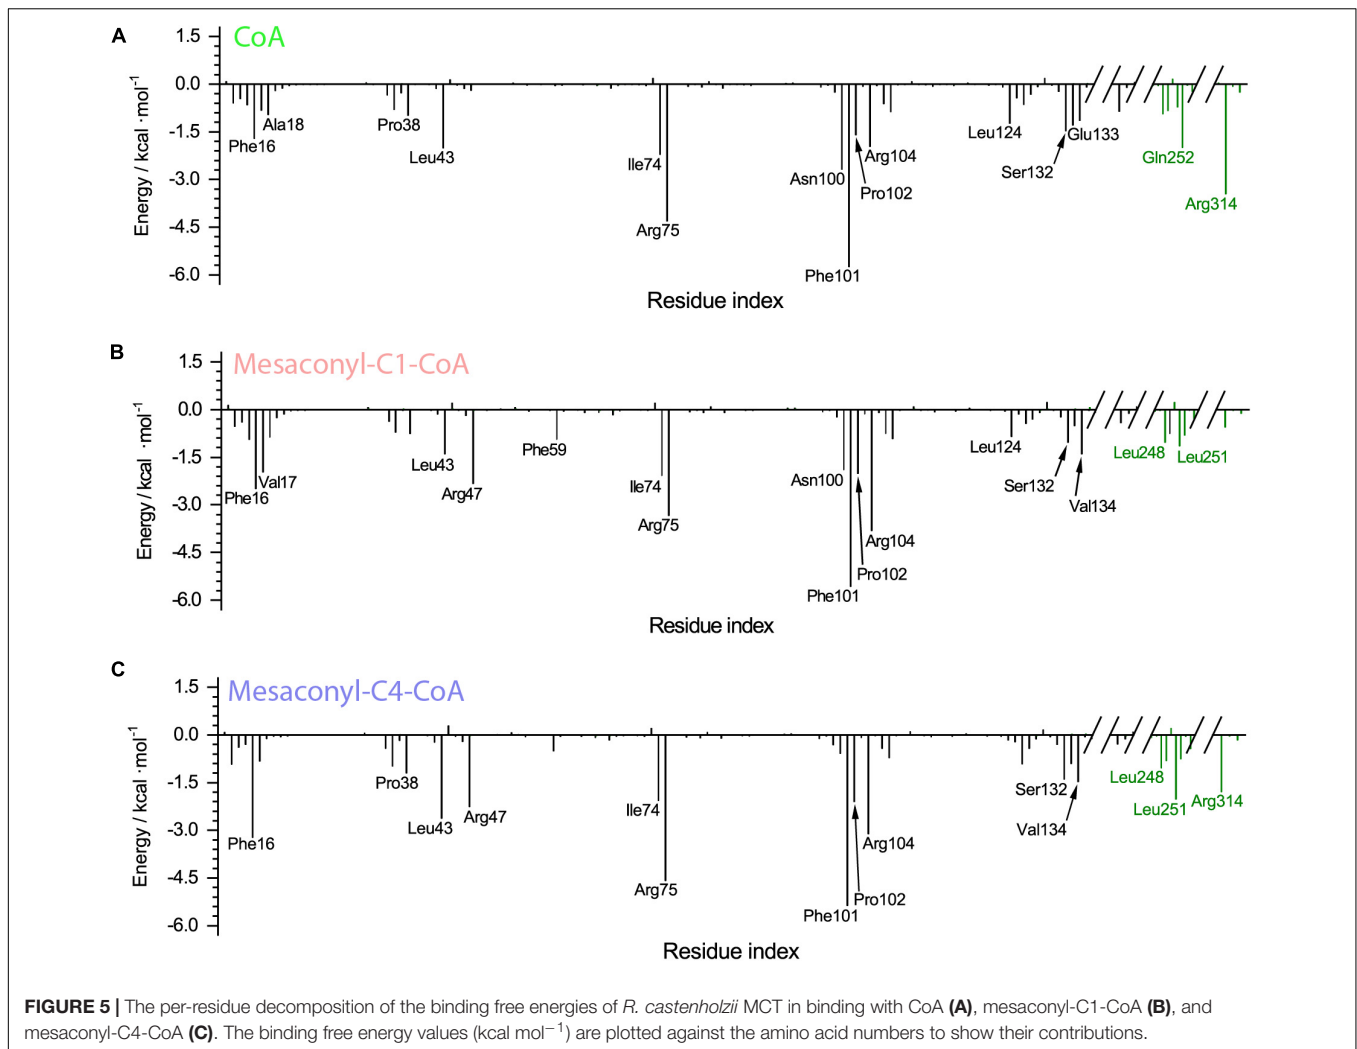 A
CoA
1.5
0.0
-1.5
-3.0
-4.5
-6.0
Energy / kcal ·mol-1
Phe16
Ala18
Pro38
Leu43
Ile74
Arg75
Asn100
Phe101
Pro102
Arg104
Leu124
Ser132
Glu133
Gln252
Arg314
Residue index
B
Mesaconyl-C1-CoA
1.5
0.0
-1.5
-3.0
-4.5
-6.0
Energy / kcal ·mol-1
Phe16
Val17
Leu43
Arg47
Phe59
Ile74
Arg75
Asn100
Phe101
Pro102
Arg104
Leu124
Ser132
Val134
Leu248
Leu251
Residue index
C
Mesaconyl-C4-CoA
1.5
0.0
-1.5
-3.0
-4.5
-6.0
Energy / kcal ·mol-1
Phe16
Pro38
Leu43
Arg47
Ile74
Arg75
Phe101
Pro102
Arg104
Ser132
Val134
Leu248
Leu251
Arg314
Residue index
FIGURE 5 | The per-residue decomposition of the binding free energies of R. castenholzii MCT in binding with CoA (A), mesaconyl-C1-CoA (B), and
mesaconyl-C4-CoA (C). The binding free energy values (kcal mol−1) are plotted against the amino acid numbers to show their contributions.